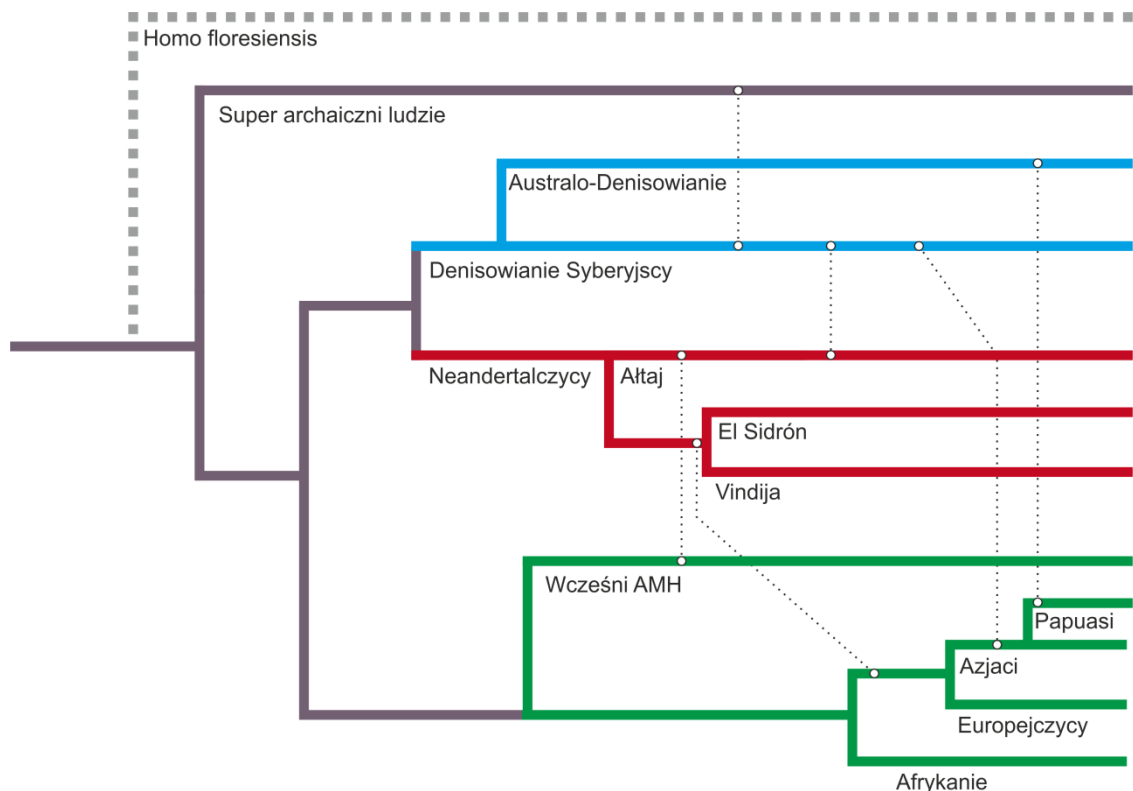 Homo floresiensis
Super archaiczni ludzie
Australo-Denisowianie
Denisowianie Syberyjscy
Neandertalczycy
Ałtaj
El Sidrón
Vindija
Wcześni AMH
Papuasi
Azjaci
Europejczycy
Afrykanie